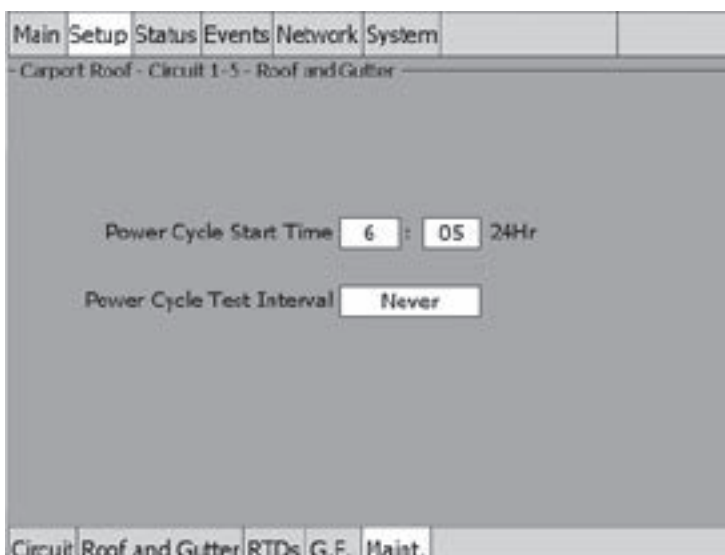 Main Setup Status Events Network System
Carport Roof - Circuit 1-5 - Roof and Gutter
Power Cycle Start Time 6 : 05 24Hr
Power Cycle Test Interval Never
Circuit Roof and Gutter RTDs G.F. Maint.